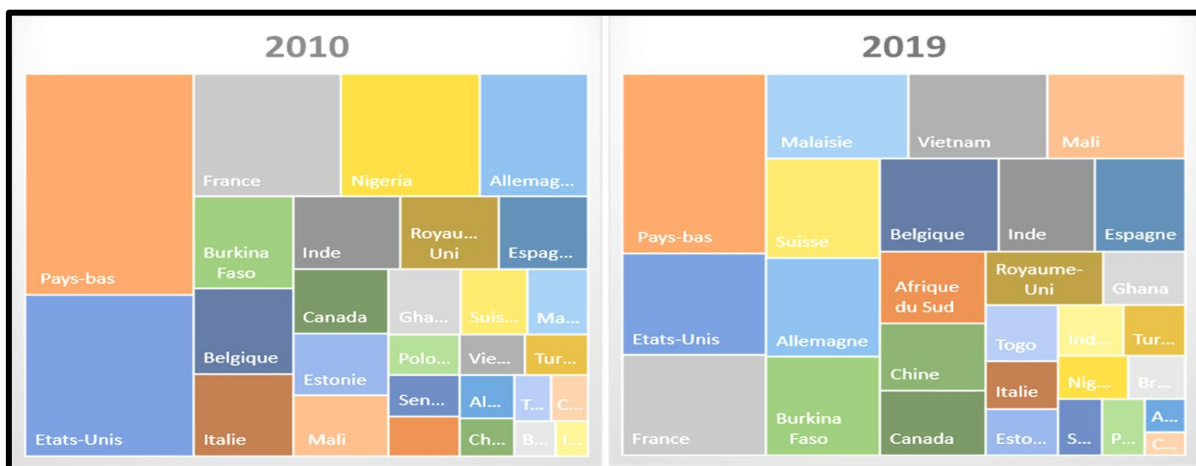 2010
Pays-bas
Etats-Unis
France
Nigeria
Allemag...
Burkina
Faso
Inde
Royau...
Uni
Espag...
Belgique
Canada
Gha...
Suis...
Ma...
Estonie
Polo...
Vie...
Tur...
Italie
Mali
Sen...
Al...
T...
C...
Ch...
B...
I...
2019
Pays-bas
Etats-Unis
France
Malaisie
Vietnam
Mali
Suisse
Belgique
Inde
Espagne
Allemagne
Afrique
du Sud
Royaume-
Uni
Ghana
Burkina
Faso
Chine
Togo
Ind...
Tur...
Canada
Italie
Nig...
Br...
Esto...
S...
P...
A...
C...